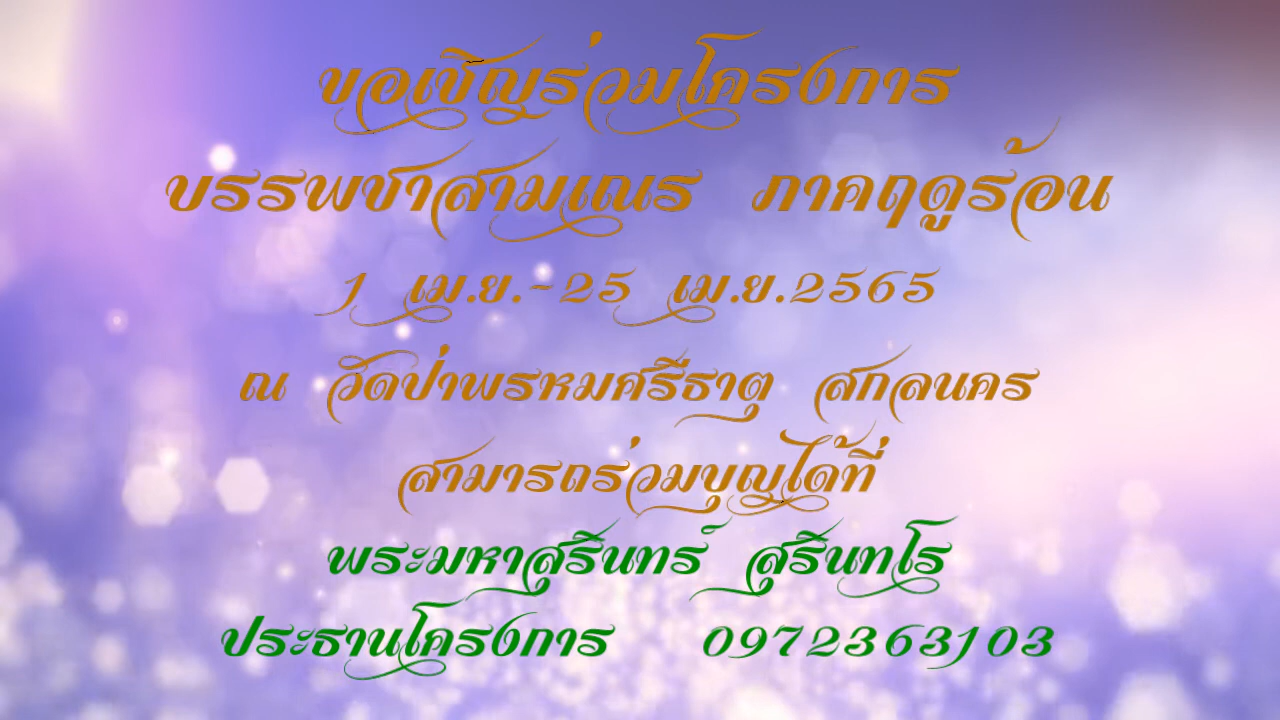 ขอเชิญร่วมโครงการ
บรรพชาสามเณร ภาคฤดูร้อน
1 เม.ย.-25 เม.ย.2565
ณ วัดป่าพรหมศรีธาตุ สกลนคร
สามารถร่วมบุญได้ที่
พระมหาสุรินทร์ สุรินทโร
ประธานโครงการ 0972363103